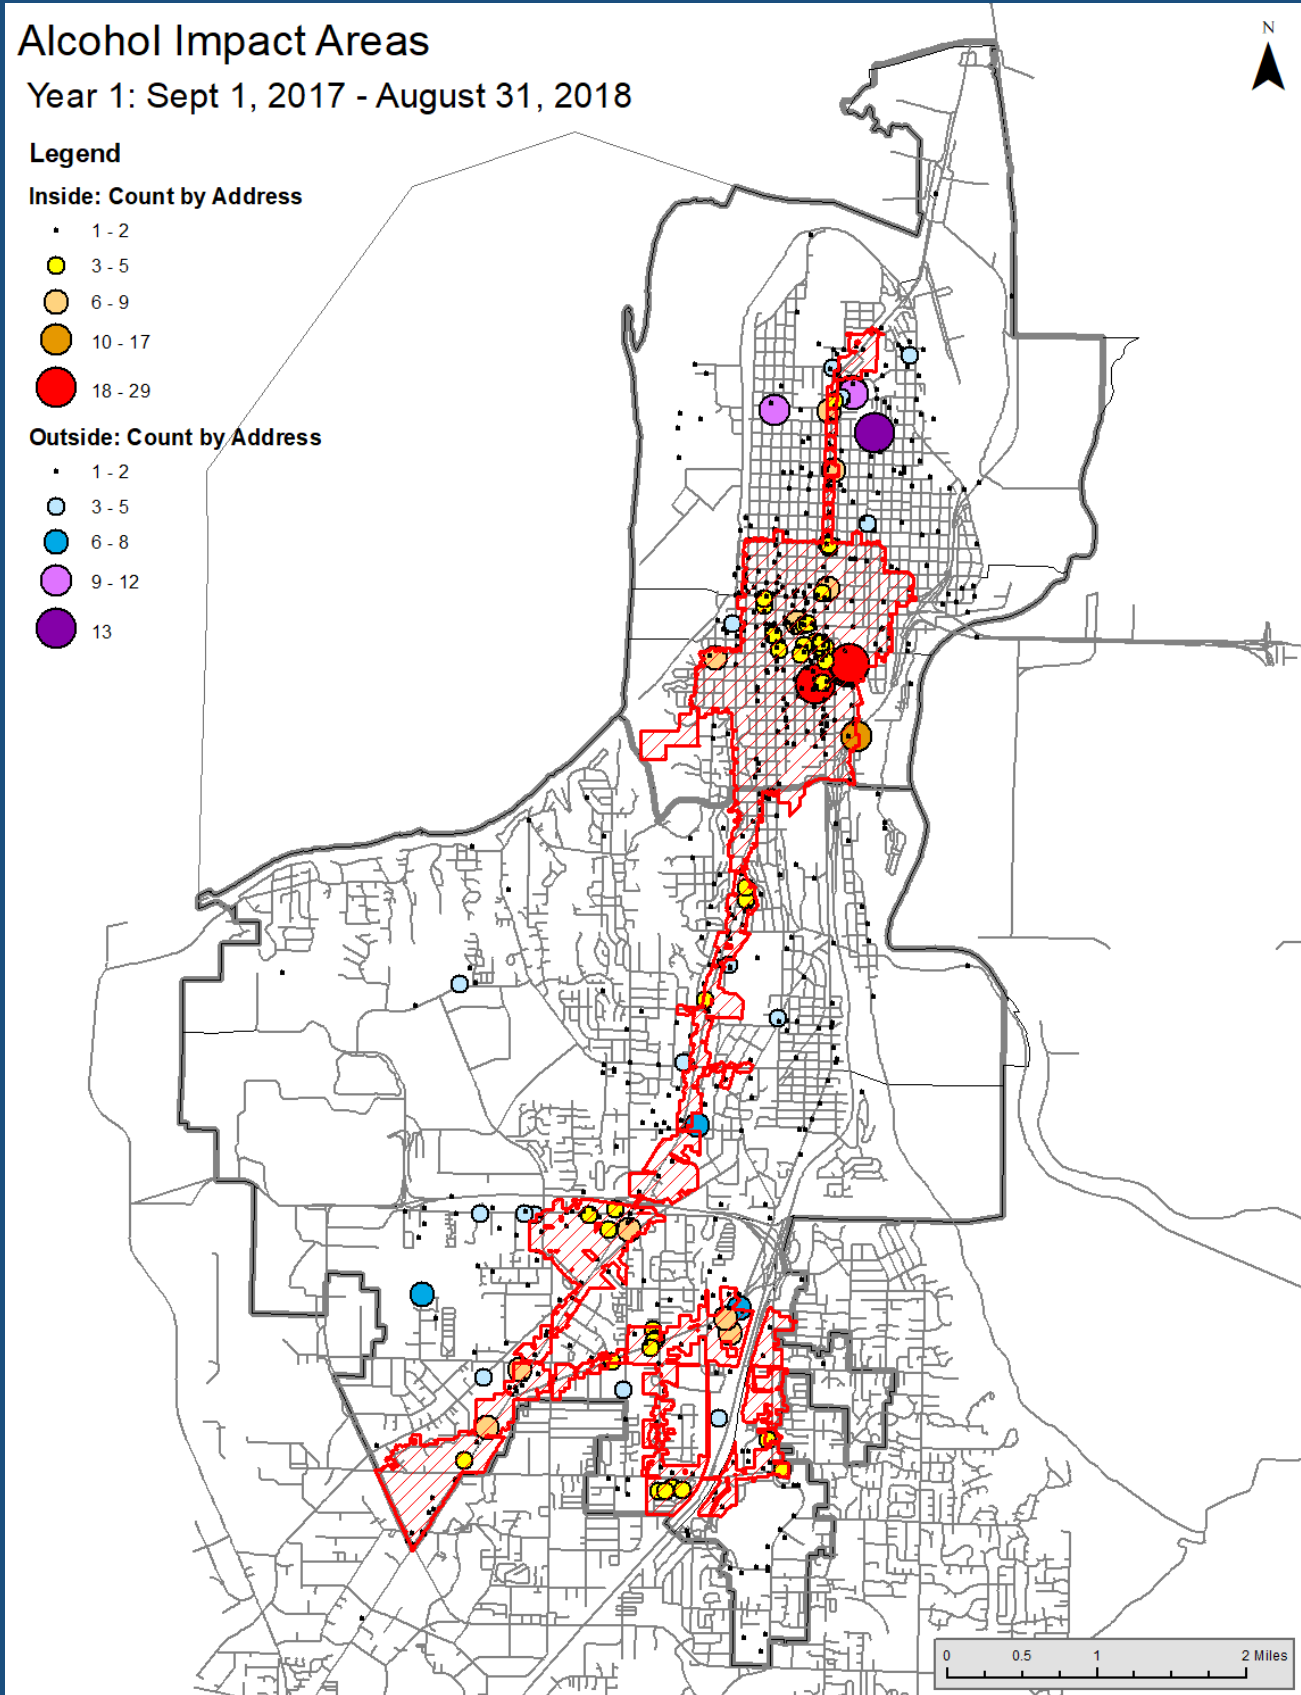 Alcohol Impact Areas
Year 1: Sept 1, 2017 - August 31, 2018
N
Legend
Inside: Count by Address
1 - 2
3 - 5
6 - 9
10 - 17
18 - 29
Outside: Count by Address
1 - 2
3 - 5
6 - 8
9 - 12
13
0 0.5 1 2 Miles